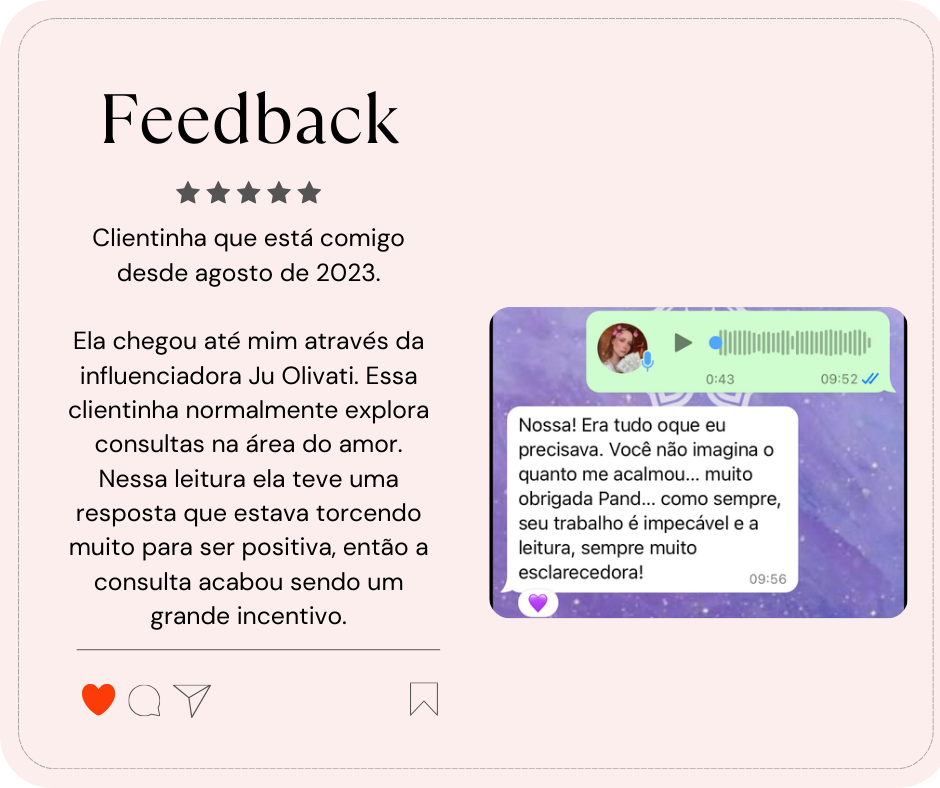 Feedback
Clientinha que está comigo
desde agosto de 2023.
Ela chegou até mim através da
influenciadora Ju Olivati. Essa
clientinha normalmente explora
consultas na área do amor.
Nessa leitura ela teve uma
resposta que estava torcendo
muito para ser positiva, então a
consulta acabou sendo um
grande incentivo.
0:43 09:52
Nossa! Era tudo oque eu
precisava. Você não imagina o
quanto me acalmou... muito
obrigada Pand... como sempre,
seu trabalho é impecável e a
leitura, sempre muito
esclarecedora!
09:56